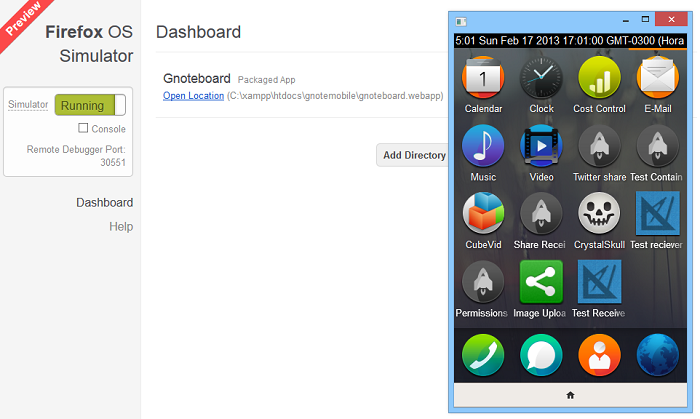 Preview
Firefox OS
Simulator
Simulator Running
Console
Remote Debugger Port:
30551
Dashboard
Help
Dashboard
Gnoteboard Packaged App
Open Location (C:\xampp\htdocs\gnotemobile\gnoteboard.webapp)
Add Directory
5:01 Sun Feb 17 2013 17:01:00 GMT-0300 (Hora
1
Calendar Clock Cost Control E-Mail
Music Video Twitter share Test Contain
CubeVid Share Recei CrystalSkull Test reciever
Permissions Image Uploa Test Receive